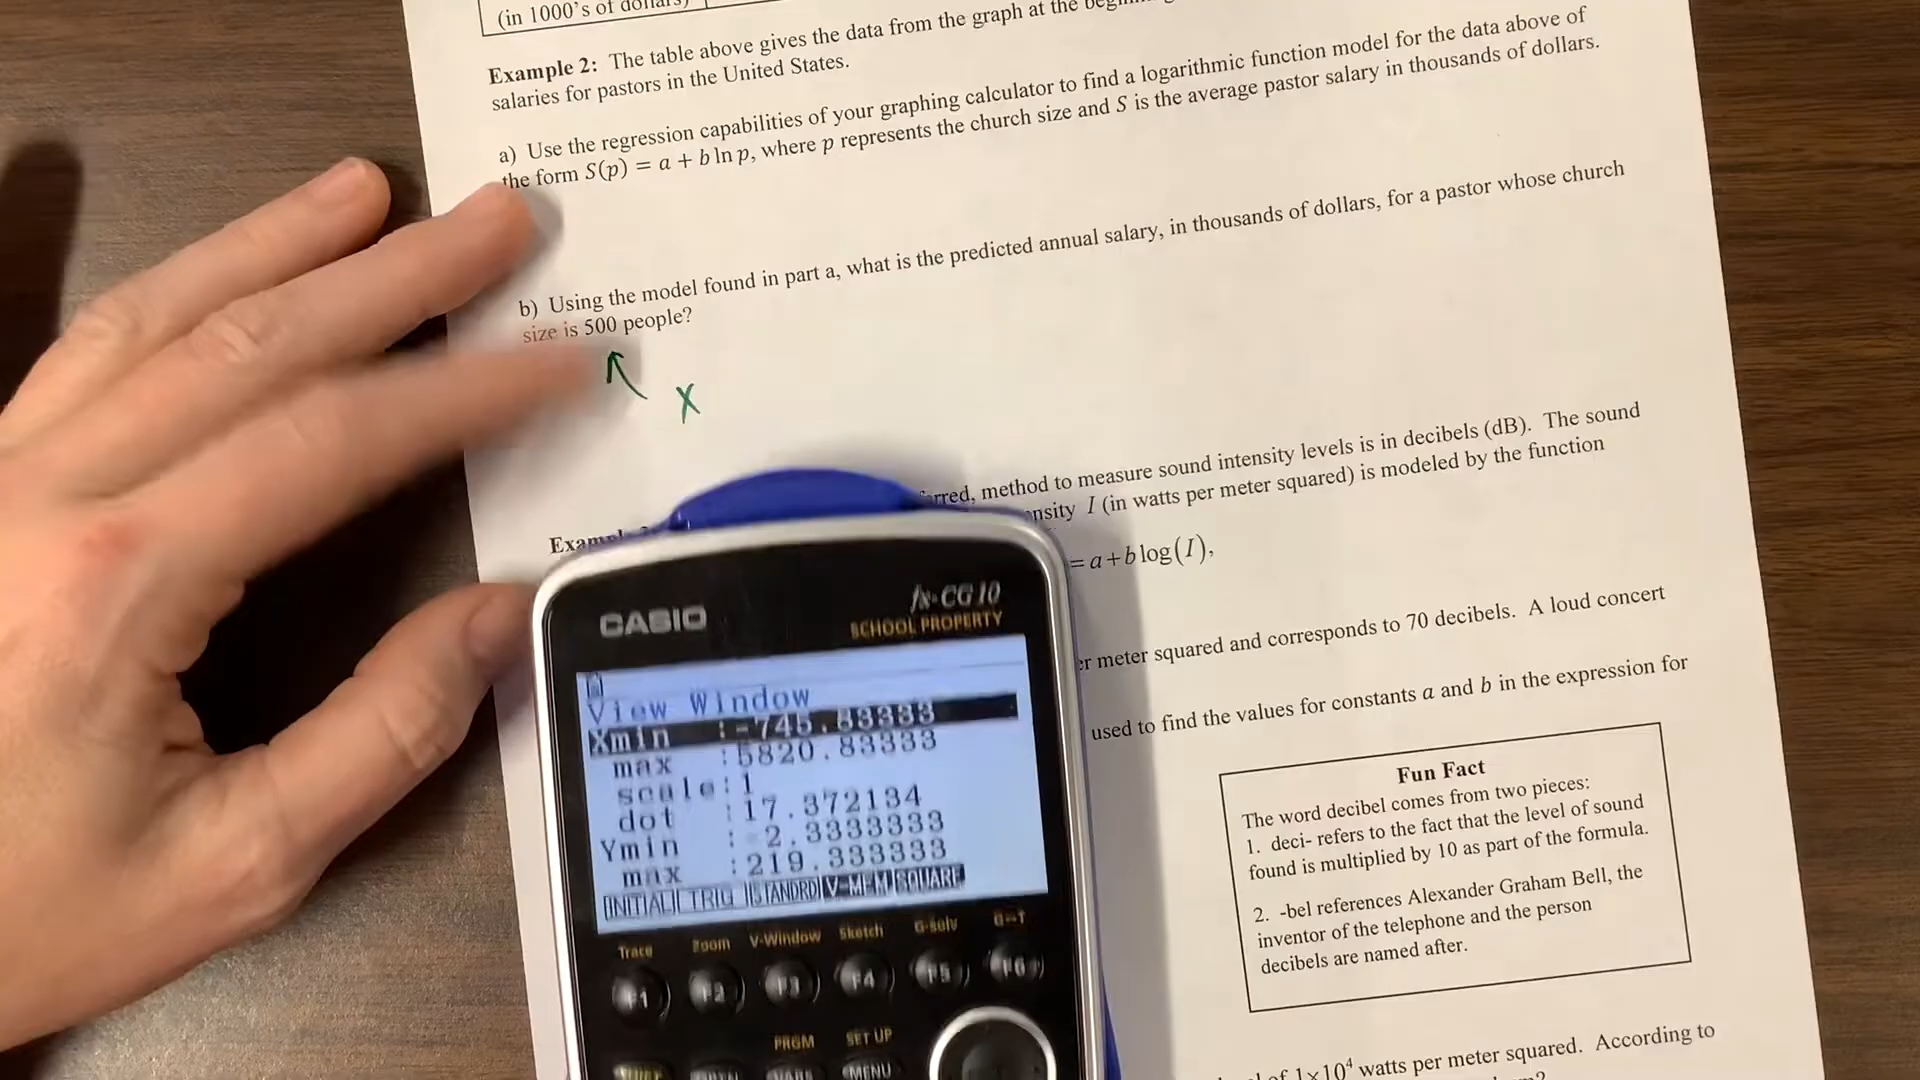 (in 1000's of dollars)
Example 2: The table above gives the data from the graph at the
salaries for pastors in the United States.
a) Use the regression capabilities of your graphing calculator to find a logarithmic function model for the data above of
the form S(p) = a + b ln p, where p represents the church size and S is the average pastor salary in thousands of dollars.
b) Using the model found in part a, what is the predicted annual salary, in thousands of dollars, for a pastor whose church
size is 500 people?
X
method to measure sound intensity levels is in decibels (dB). The sound
I (in watts per meter squared) is modeled by the function
= a + b log(I),
meter squared and corresponds to 70 decibels. A loud concert
used to find the values for constants a and b in the expression for
Fun Fact
The word decibel comes from two pieces:
1. deci- refers to the fact that the level of sound
found is multiplied by 10 as part of the formula.
2. -bel references Alexander Graham Bell, the
inventor of the telephone and the person
decibels are named after.
of 1×10⁴ watts per meter squared. According to
CASIO
fx-CG10
SCHOOL PROPERTY
View Window
Xmin :-745.83333
max :5820.83333
scale:1
dot :17.372134
Ymin :-2.3333333
max :219.333333
INITIAL TRIG STANDRD V-MEM SQUARE
Trace Zoom V-Window Sketch G-Solv G↔T
F1 F2 F3 F4 F5 F6
PRGM SET UP
VARS MENU